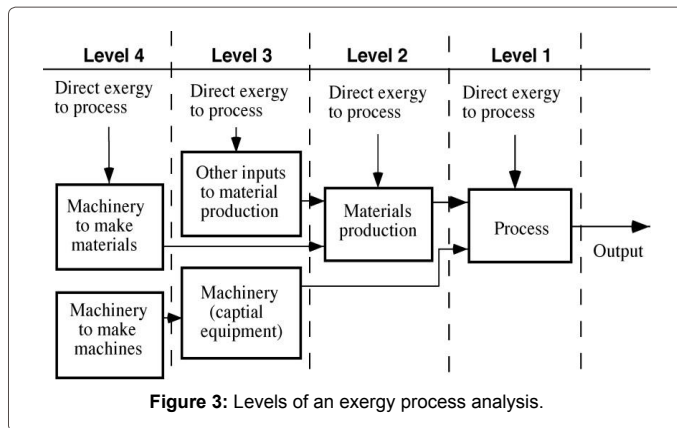 Level 4
Level 3
Level 2
Level 1
Direct exergy
to process
Direct exergy
to process
Direct exergy
to process
Direct exergy
to process
Machinery
to make
materials
Other inputs
to material
production
Materials
production
Process
Output
Machinery
to make
machines
Machinery
(captial
equipment)
Figure 3: Levels of an exergy process analysis.